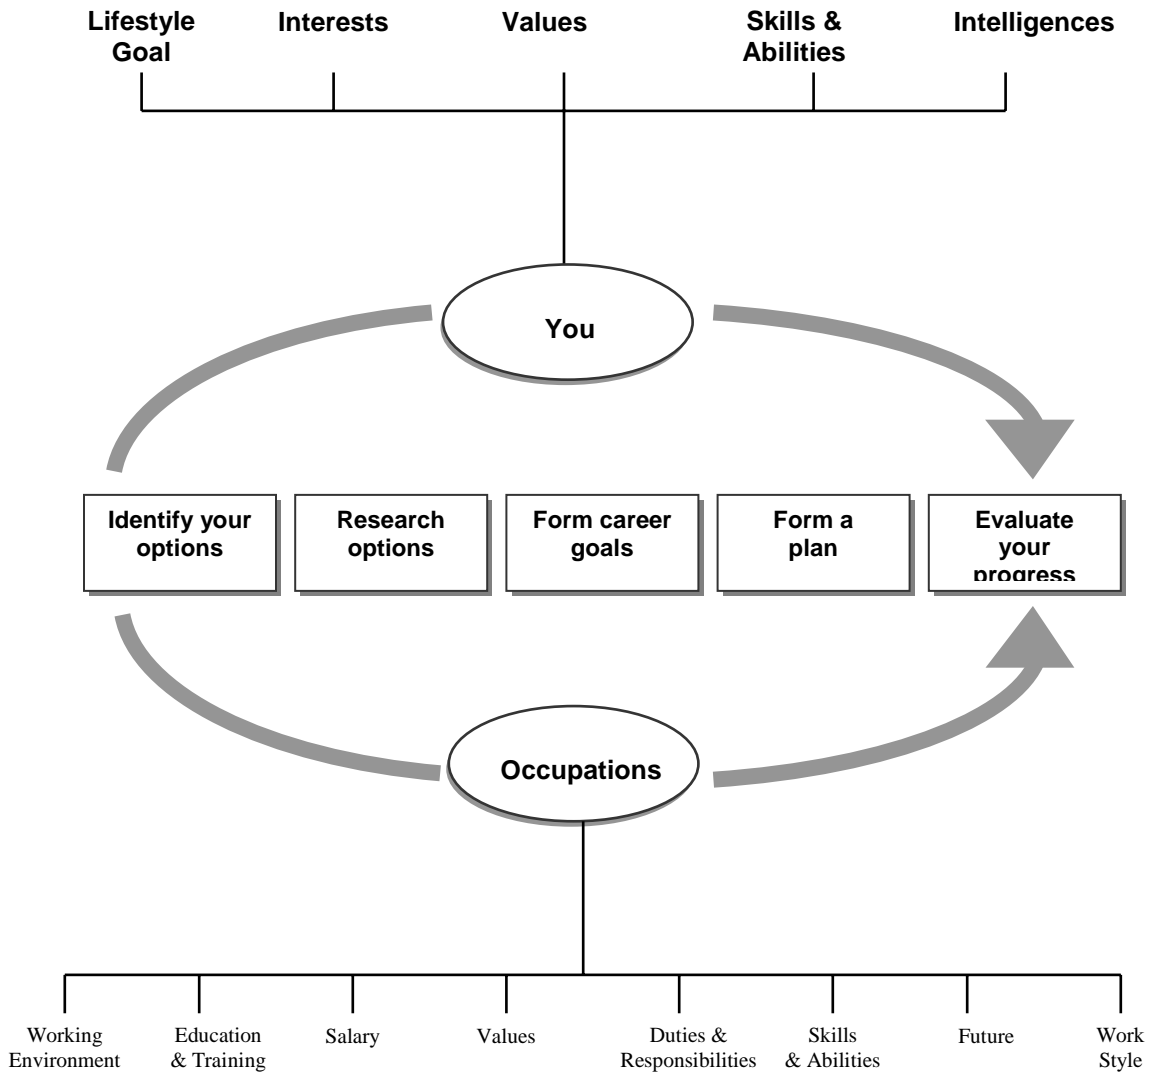 Lifestyle
Goal
Interests
Values
Skills &
Abilities
Intelligences
You
Identify your
options
Research
options
Form career
goals
Form a
plan
Evaluate
your
progress
Occupations
Working
Environment
Education
& Training
Salary
Values
Duties &
Responsibilities
Skills
& Abilities
Future
Work
Style